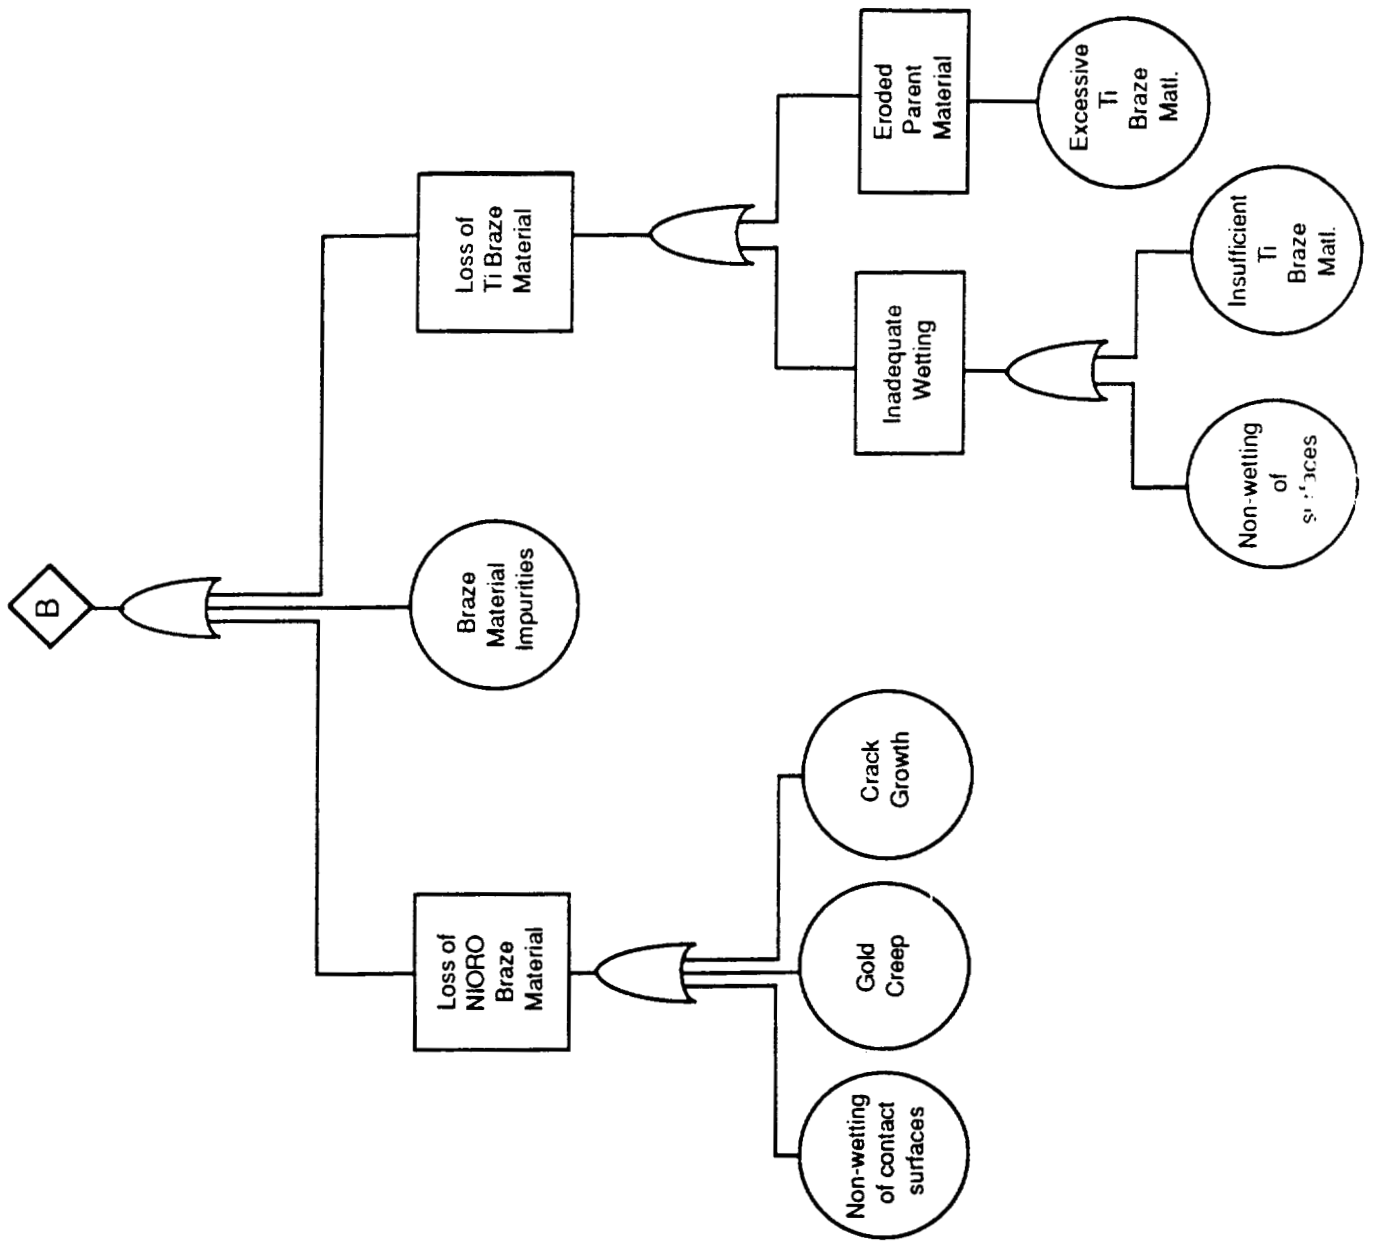 B
Loss of
NIORO
Braze
Material
Braze
Material
Impurities
Loss of
Ti Braze
Material
Non-wetting
of contact
surfaces
Gold
Creep
Crack
Growth
Inadequate
Wetting
Eroded
Parent
Material
Non-wetting
of
Insufficient
Ti
Braze
Matl.
Excessive
Ti
Braze
Matl.